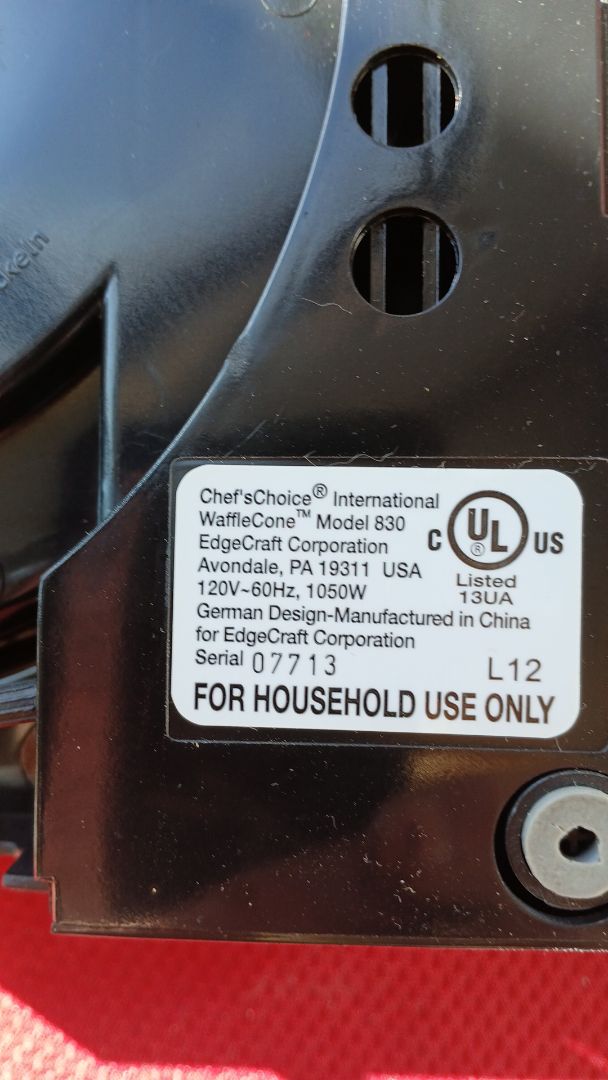 Chef'sChoice® International
WaffleCone™ Model 830
EdgeCraft Corporation
Avondale, PA 19311 USA
120V~60Hz, 1050W
German Design-Manufactured in China
for EdgeCraft Corporation
Serial 07713
L12
FOR HOUSEHOLD USE ONLY
C UL® US
Listed
13UA